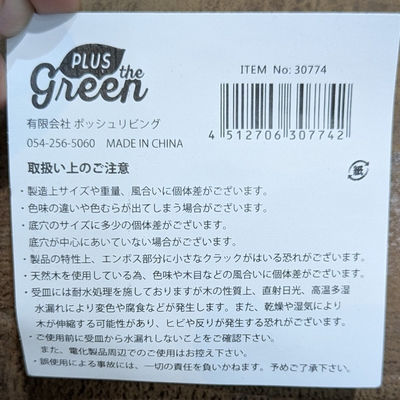 PLUS
the
Green
ITEM No: 30774
4 512706 307742
有限会社 ポッシュリビング
054-256-5060 MADE IN CHINA
紙
取扱い上のご注意
・製造上サイズや重量、風合いに個体差がございます。
・色味の違いや色むらが出てしまう場合がございます。
・底穴のサイズに多少の個体差がございます。
底穴が中心にあいていない場合がございます。
・製品の特性上、エンボス部分に小さなクラックがはいる恐れがございます。
・天然木を使用している為、色味や木目などの風合いに個体差がございます。
・受皿には耐水処理を施しておりますが木の性質上、直射日光、高温多湿
水漏れにより変色や腐食などが発生します。また、乾燥や湿気により
木が伸縮する可能性があり、ヒビや反りが発生する恐れがございます。
・ご使用前に受皿から水漏れしないことをご確認下さい。
また、電化製品周辺でのご使用はお控え下さい。
・誤使用による事故には、一切の責任を負いかねます。予めご了承下さい。